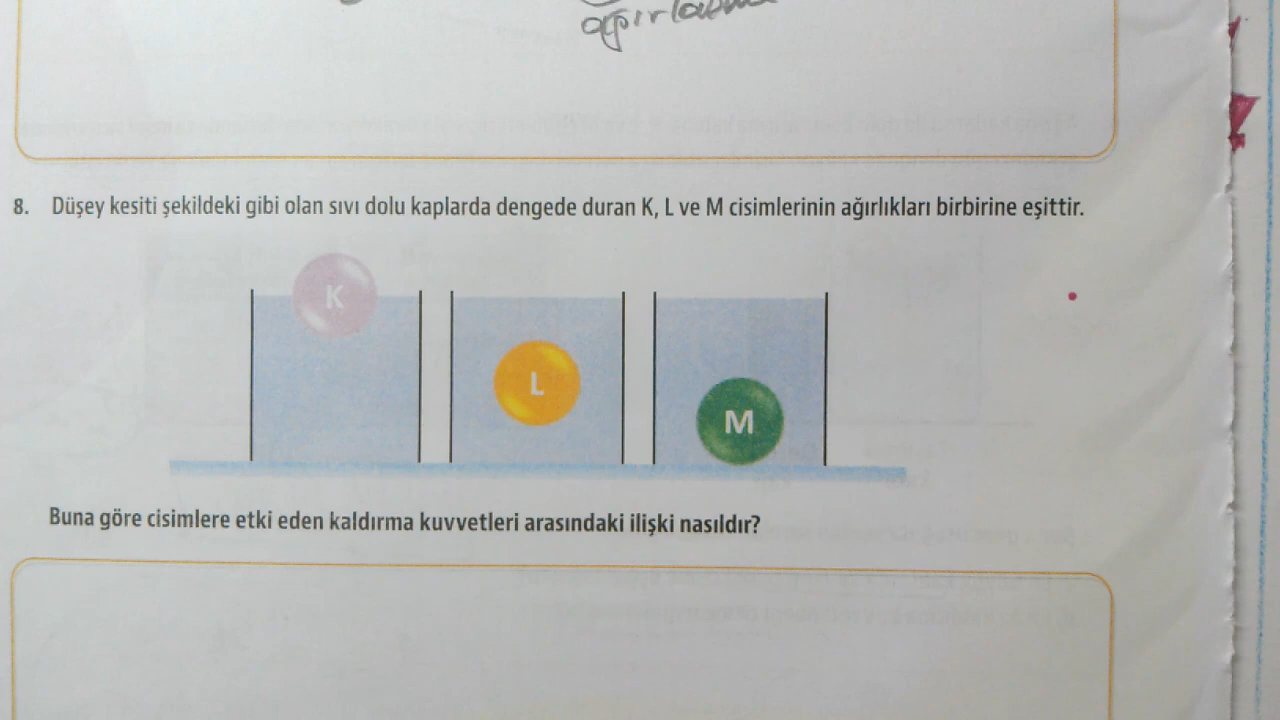 8. Düşey kesiti şekildeki gibi olan sıvı dolu kaplarda dengede duran K, L ve M cisimlerinin ağırlıkları birbirine eşittir.
K
L
M
Buna göre cisimlere etki eden kaldırma kuvvetleri arasındaki ilişki nasıldır?